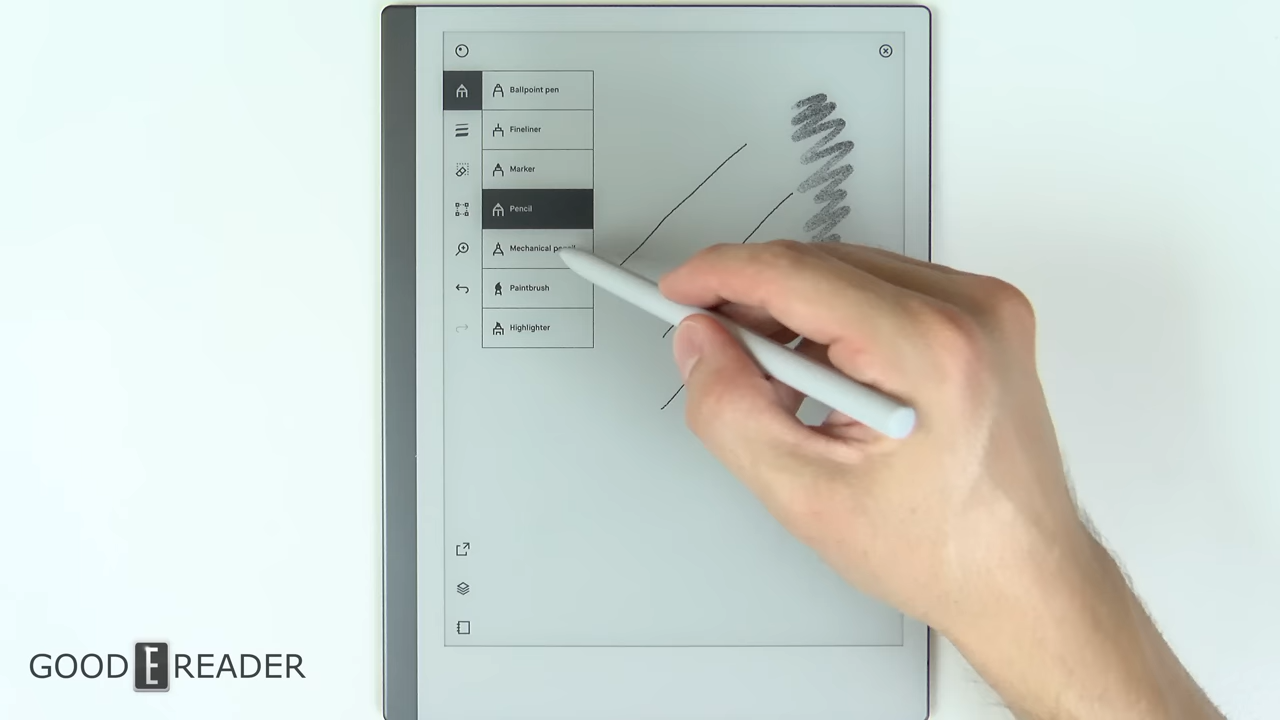 Ballpoint pen
Fineliner
Marker
Pencil
Mechanical pencil
Paintbrush
Highlighter
GOOD E READER